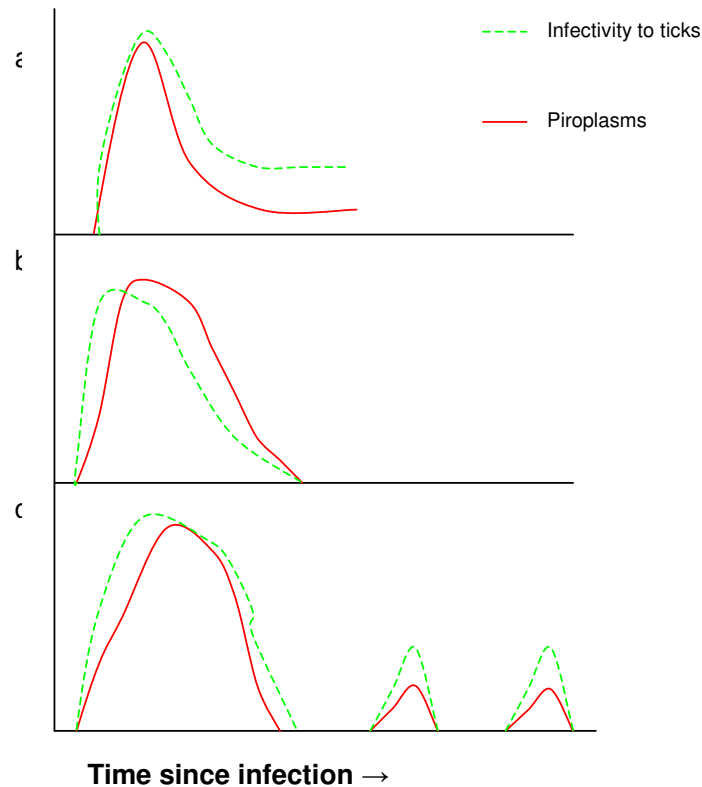 Infectivity to ticks
a
Piroplasms
b
c
Time since infection →